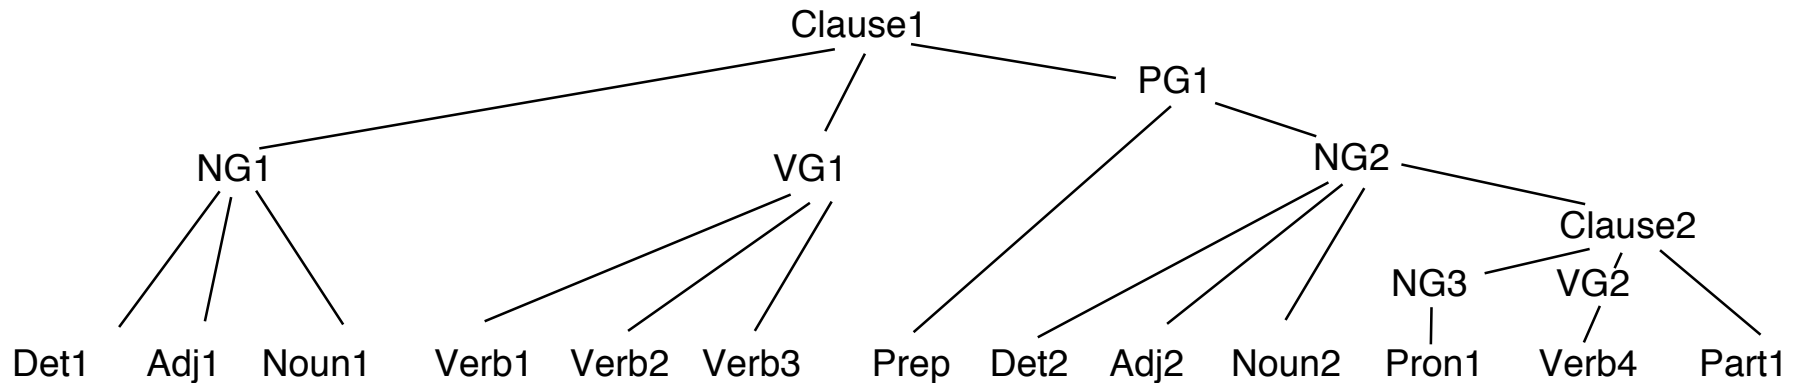 Clause1
PG1
NG1 VG1 NG2
Clause2
NG3 VG2
Det1 Adj1 Noun1 Verb1 Verb2 Verb3 Prep Det2 Adj2 Noun2 Pron1 Verb4 Part1